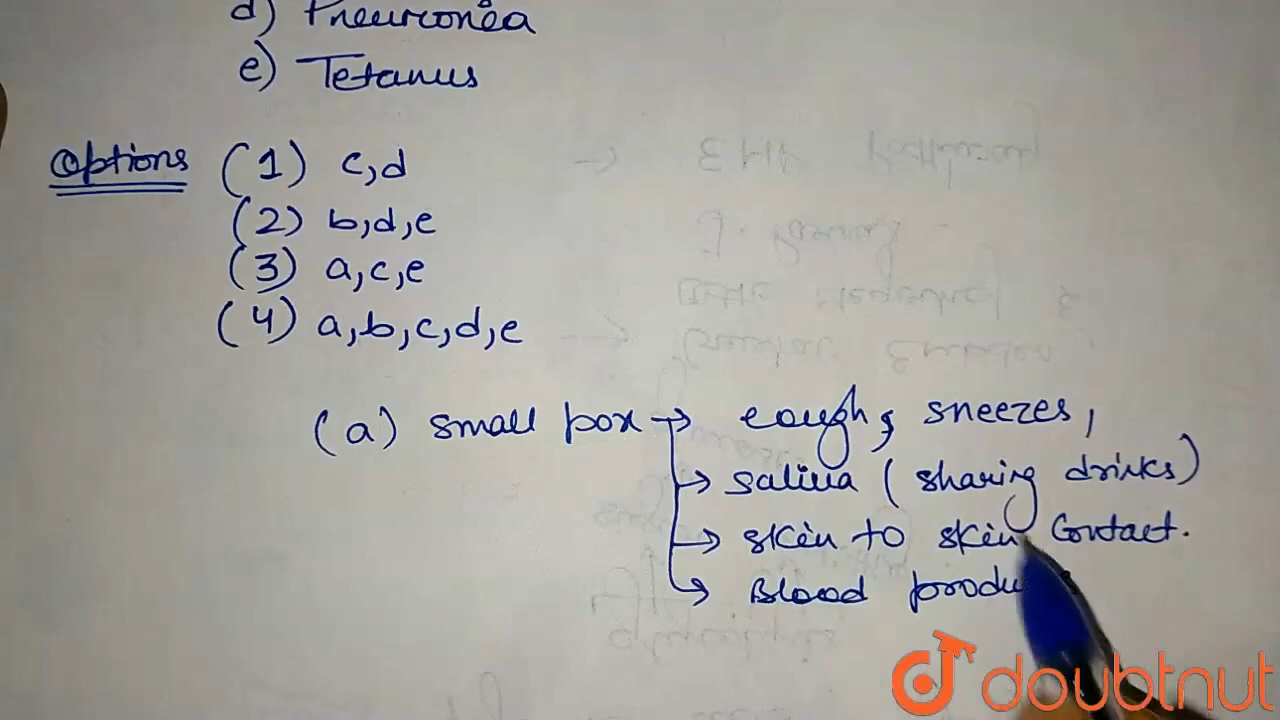 d) Pneumonia
e) Tetanus
Options (1) c,d
(2) b,d,e
(3) a,c,e
(4) a,b,c,d,e
(a) small pox → cough, sneezes,
→ saliva (sharing drinks)
→ skin to skin contact.
→ Blood produ
doubtnut